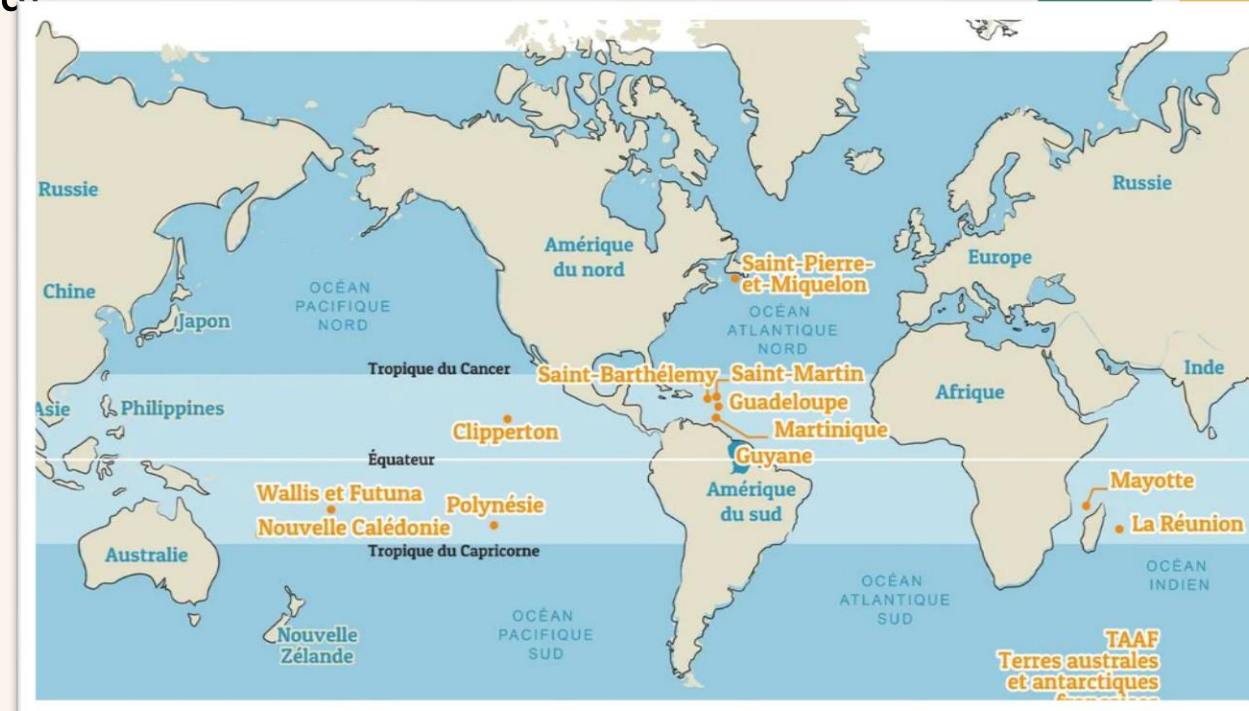 Russie
Russie
Amérique
du nord
Saint-Pierre-
et-Miquelon
Europe
Chine
OCÉAN
PACIFIQUE
NORD
Japon
OCÉAN
ATLANTIQUE
NORD
Tropique du Cancer
Saint-Barthélemy
Saint-Martin
Inde
Asie
Philippines
Guadeloupe
Afrique
Clipperton
Martinique
Équateur
Guyane
Wallis et Futuna
Polynésie
Amérique
du sud
Mayotte
Nouvelle Calédonie
La Réunion
Australie
Tropique du Capricorne
OCÉAN
INDIEN
OCÉAN
ATLANTIQUE
SUD
OCÉAN
PACIFIQUE
SUD
Nouvelle
Zélande
TAAF
Terres australes
et antarctiques